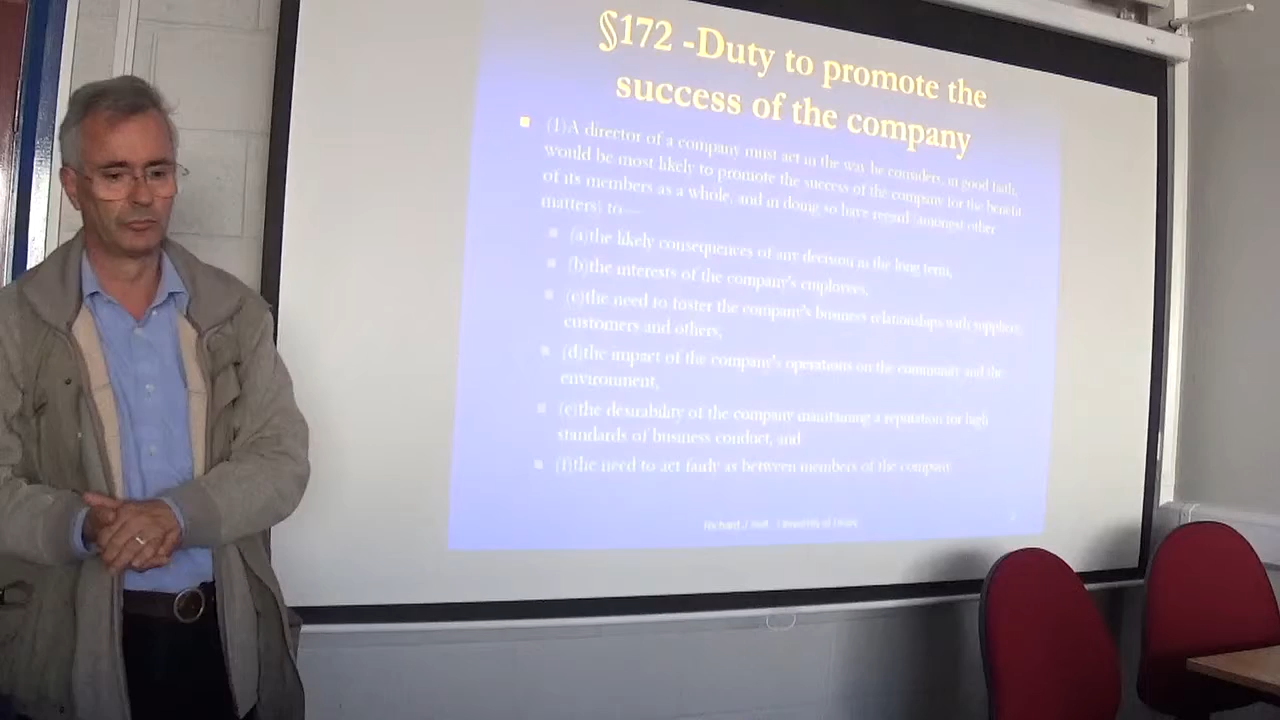 §172 -Duty to promote the
success of the company
(1)A director of a company must act in the way he considers, in good faith,
would be most likely to promote the success of the company for the benefit
of its members as a whole, and in doing so have regard (amongst other
matters) to—
(a)the likely consequences of any decision in the long term,
(b)the interests of the company's employees,
(c)the need to foster the company's business relationships with suppliers,
customers and others,
(d)the impact of the company's operations on the community and the
environment,
(e)the desirability of the company maintaining a reputation for high
standards of business conduct, and
(f)the need to act fairly as between members of the company
Richard J University of